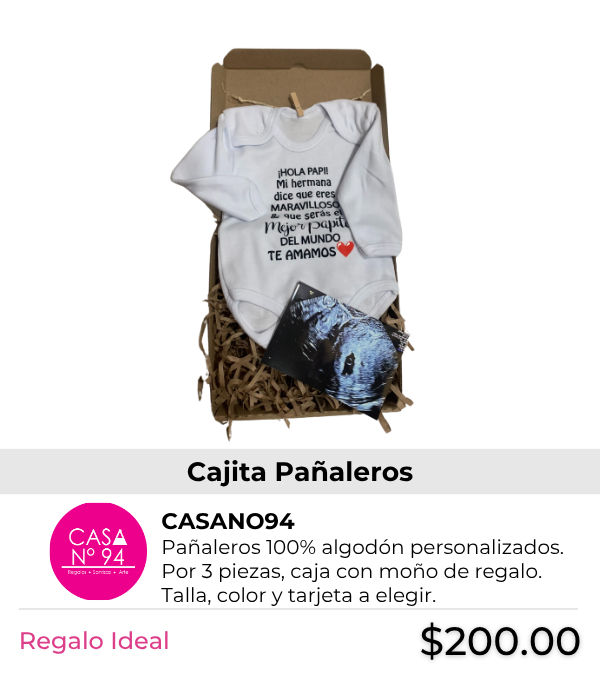 ¡HOLA PAPI!
Mi hermana
dice que eres
MARAVILLOSO
& que serás el
Mejor Papito
DEL MUNDO
TE AMAMOS
Cajita Pañaleros
CASA
Nº 94
Regalos + Sonrisas + Arte
CASANO94
Pañaleros 100% algodón personalizados.
Por 3 piezas, caja con moño de regalo.
Talla, color y tarjeta a elegir.
Regalo Ideal
$200.00